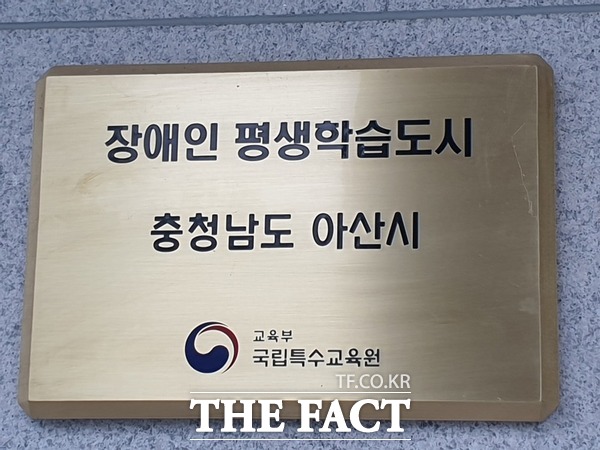 장애인 평생학습도시
충청남도 아산시
교육부
국립특수교육원
TF.CO.KR
THE FACT